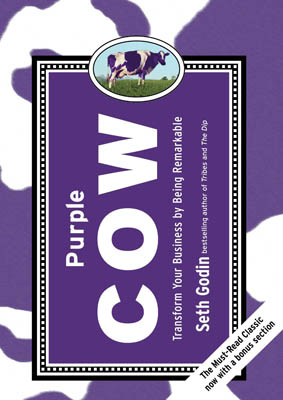 Purple
COW
Transform Your Business by Being Remarkable
Seth Godin bestselling author of Tribes and The Dip
The Must-Read Classic
now with a bonus section